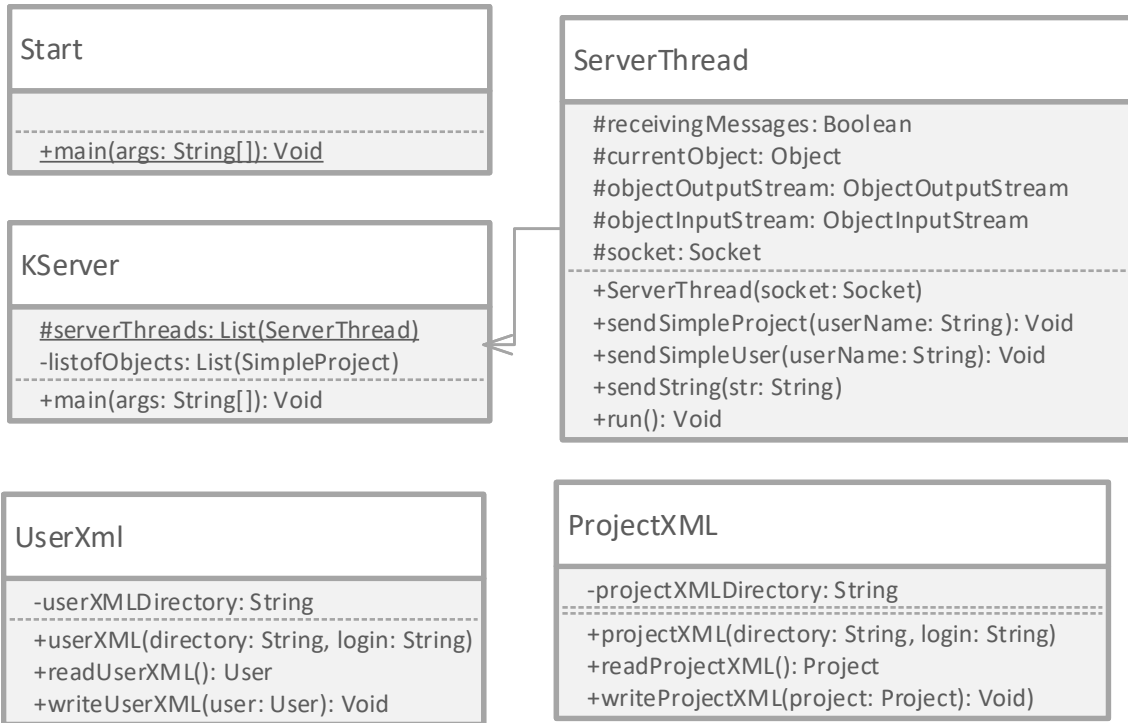 Start
+main(args: String[]): Void
KServer
#serverThreads: List(ServerThread)
-listofObjects: List(SimpleProject)
+main(args: String[]): Void
ServerThread
#receivingMessages: Boolean
#currentObject: Object
#objectOutputStream: ObjectOutputStream
#objectInputStream: ObjectInputStream
#socket: Socket
+ServerThread(socket: Socket)
+sendSimpleProject(userName: String): Void
+sendSimpleUser(userName: String): Void
+sendString(str: String)
+run(): Void
UserXml
-userXMLDirectory: String
+userXML(directory: String, login: String)
+readUserXML(): User
+writeUserXML(user: User): Void
ProjectXML
-projectXMLDirectory: String
+projectXML(directory: String, login: String)
+readProjectXML(): Project
+writeProjectXML(project: Project): Void)